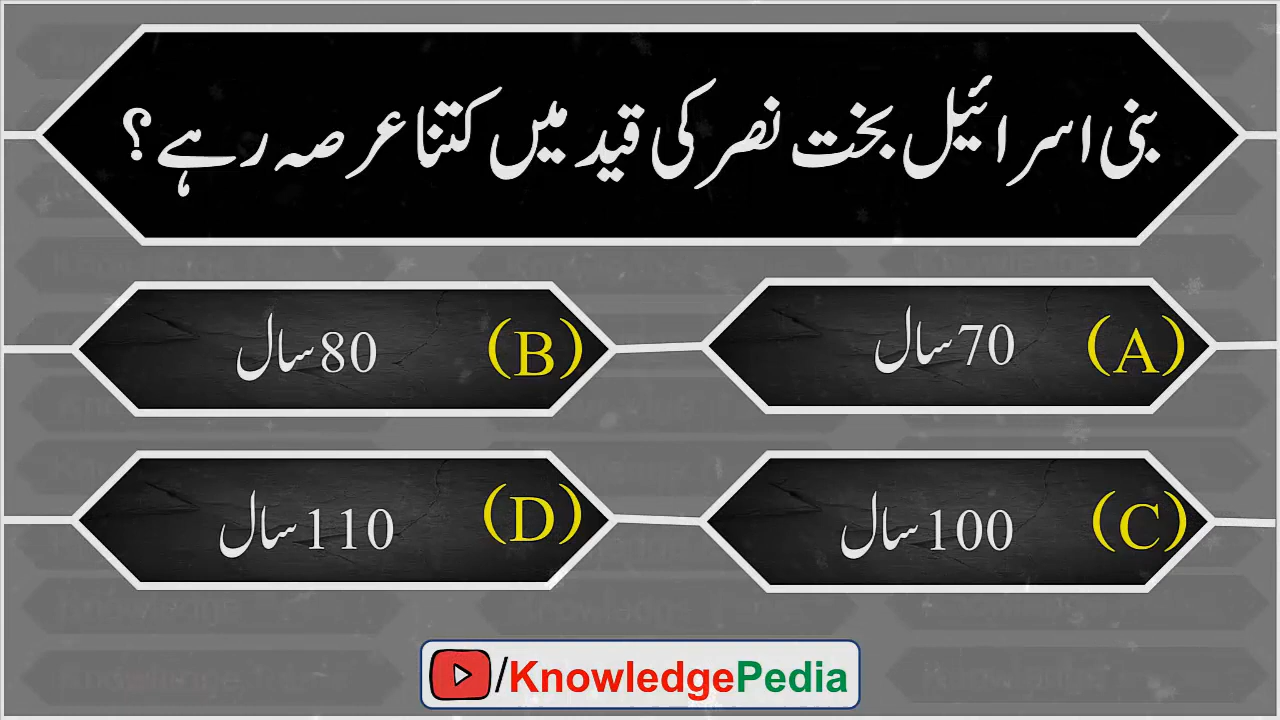 بنی اسرائیل بخت نصر کی قید میں کتنا عرصہ رہے؟
(A) 70 سال
(B) 80 سال
(C) 100 سال
(D) 110 سال
/KnowledgePedia